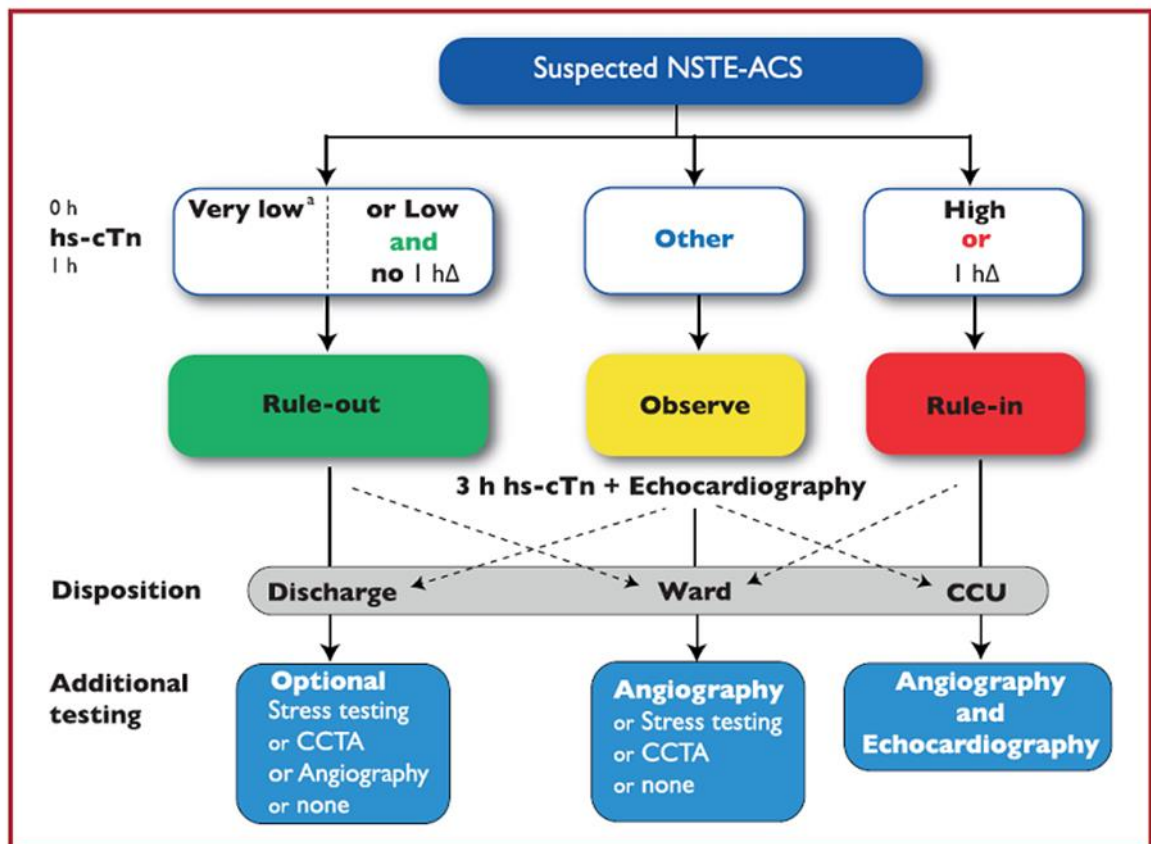 Suspected NSTE-ACS
0 h
hs-cTn
1 h
Very lowᵃ
or Low
and
no 1 hΔ
Other
High
or
1 hΔ
Rule-out
Observe
Rule-in
3 h hs-cTn + Echocardiography
Disposition
Discharge
Ward
CCU
Additional
testing
Optional
Stress testing
or CCTA
or Angiography
or none
Angiography
or Stress testing
or CCTA
or none
Angiography
and
Echocardiography